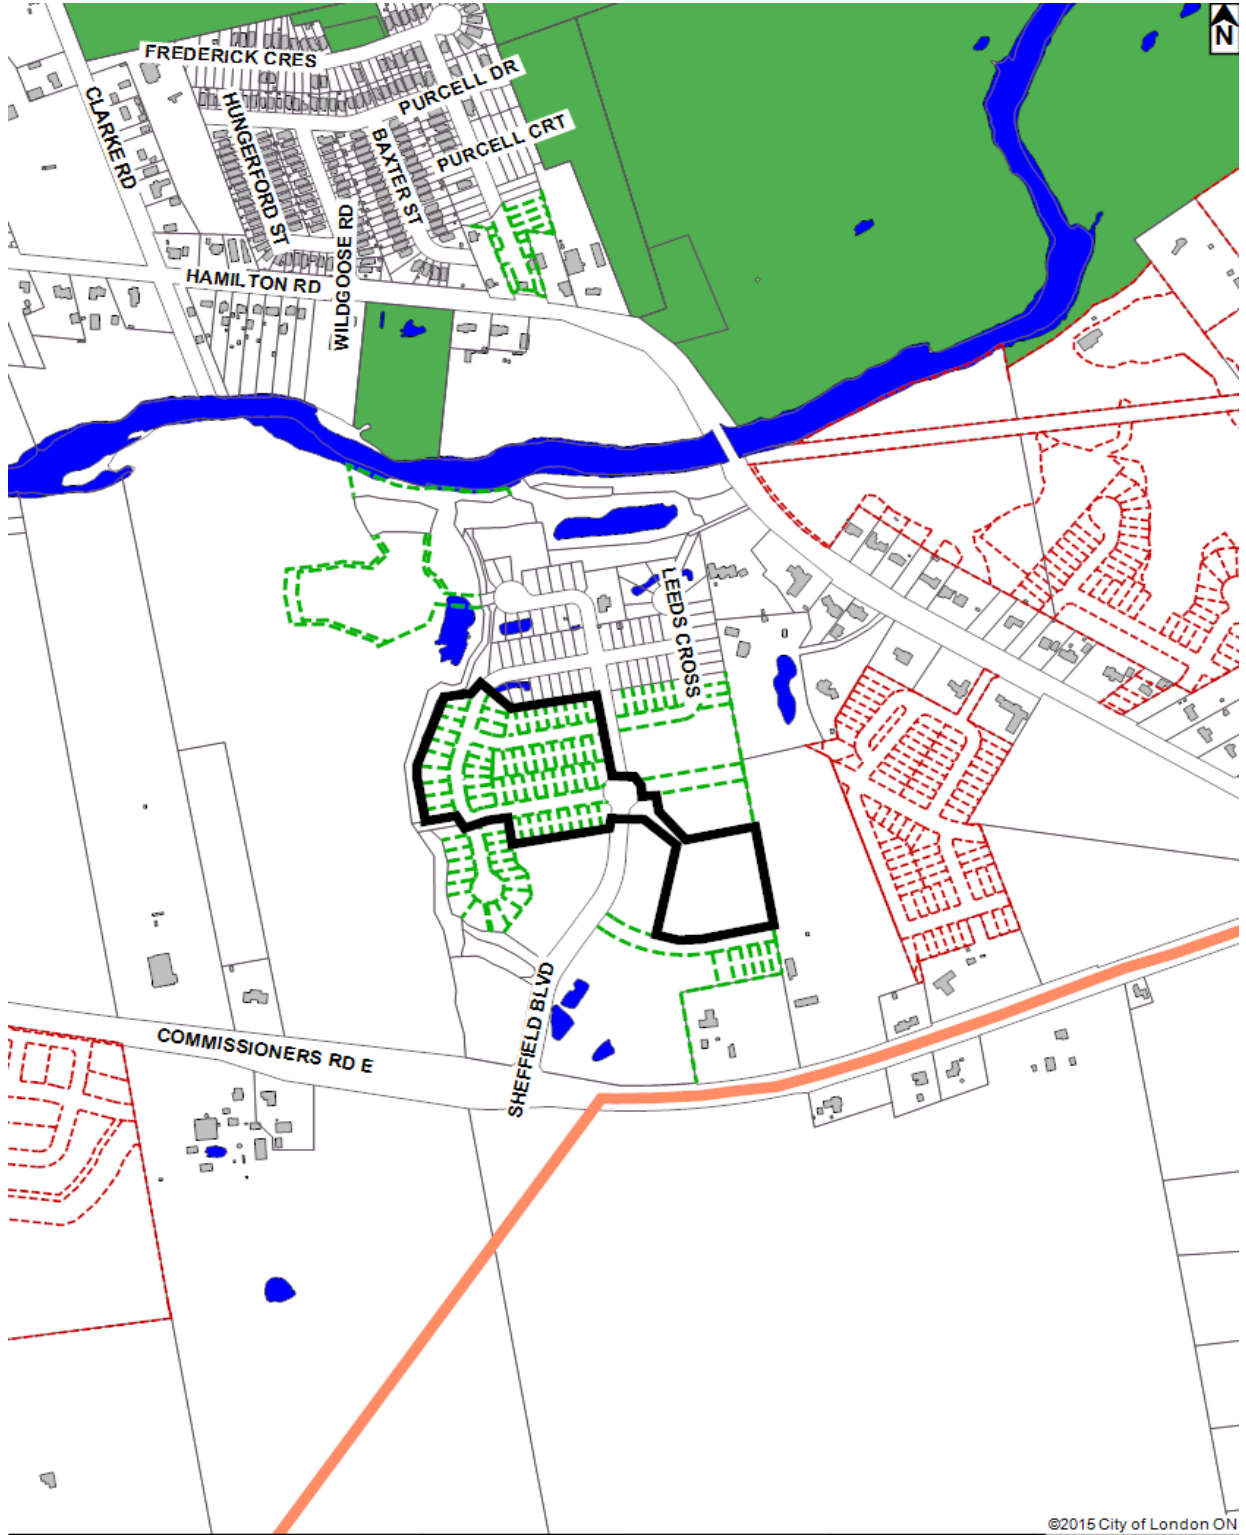 N
FREDERICK CRES
PURCELL DR
CLARKE RD
HUNGERFORD ST
BAXTER ST
PURCELL CRT
WILDGOOSE RD
HAMILTON RD
LEEDS CROSS
SHEFFIELD BLVD
COMMISSIONERS RD E
©2015 City of London ON